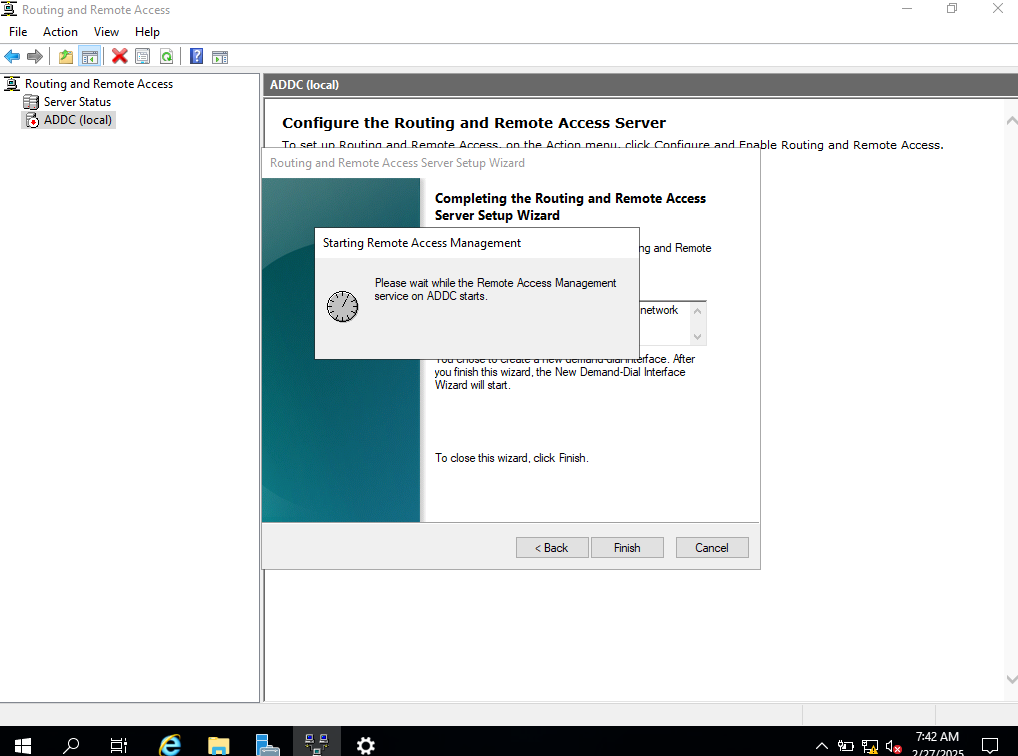 Routing and Remote Access
File Action View Help
Routing and Remote Access
Server Status
ADDC (local)
ADDC (local)
Configure the Routing and Remote Access Server
To set up Routing and Remote Access, on the Action menu, click Configure and Enable Routing and Remote Access.
Routing and Remote Access Server Setup Wizard
Completing the Routing and Remote Access
Server Setup Wizard
ng and Remote
Starting Remote Access Management
Please wait while the Remote Access Management
service on ADDC starts.
network
You chose to create a new demand-dial interface. After
you finish this wizard, the New Demand-Dial Interface
Wizard will start.
To close this wizard, click Finish.
< Back
Finish
Cancel
7:42 AM
2/27/2025